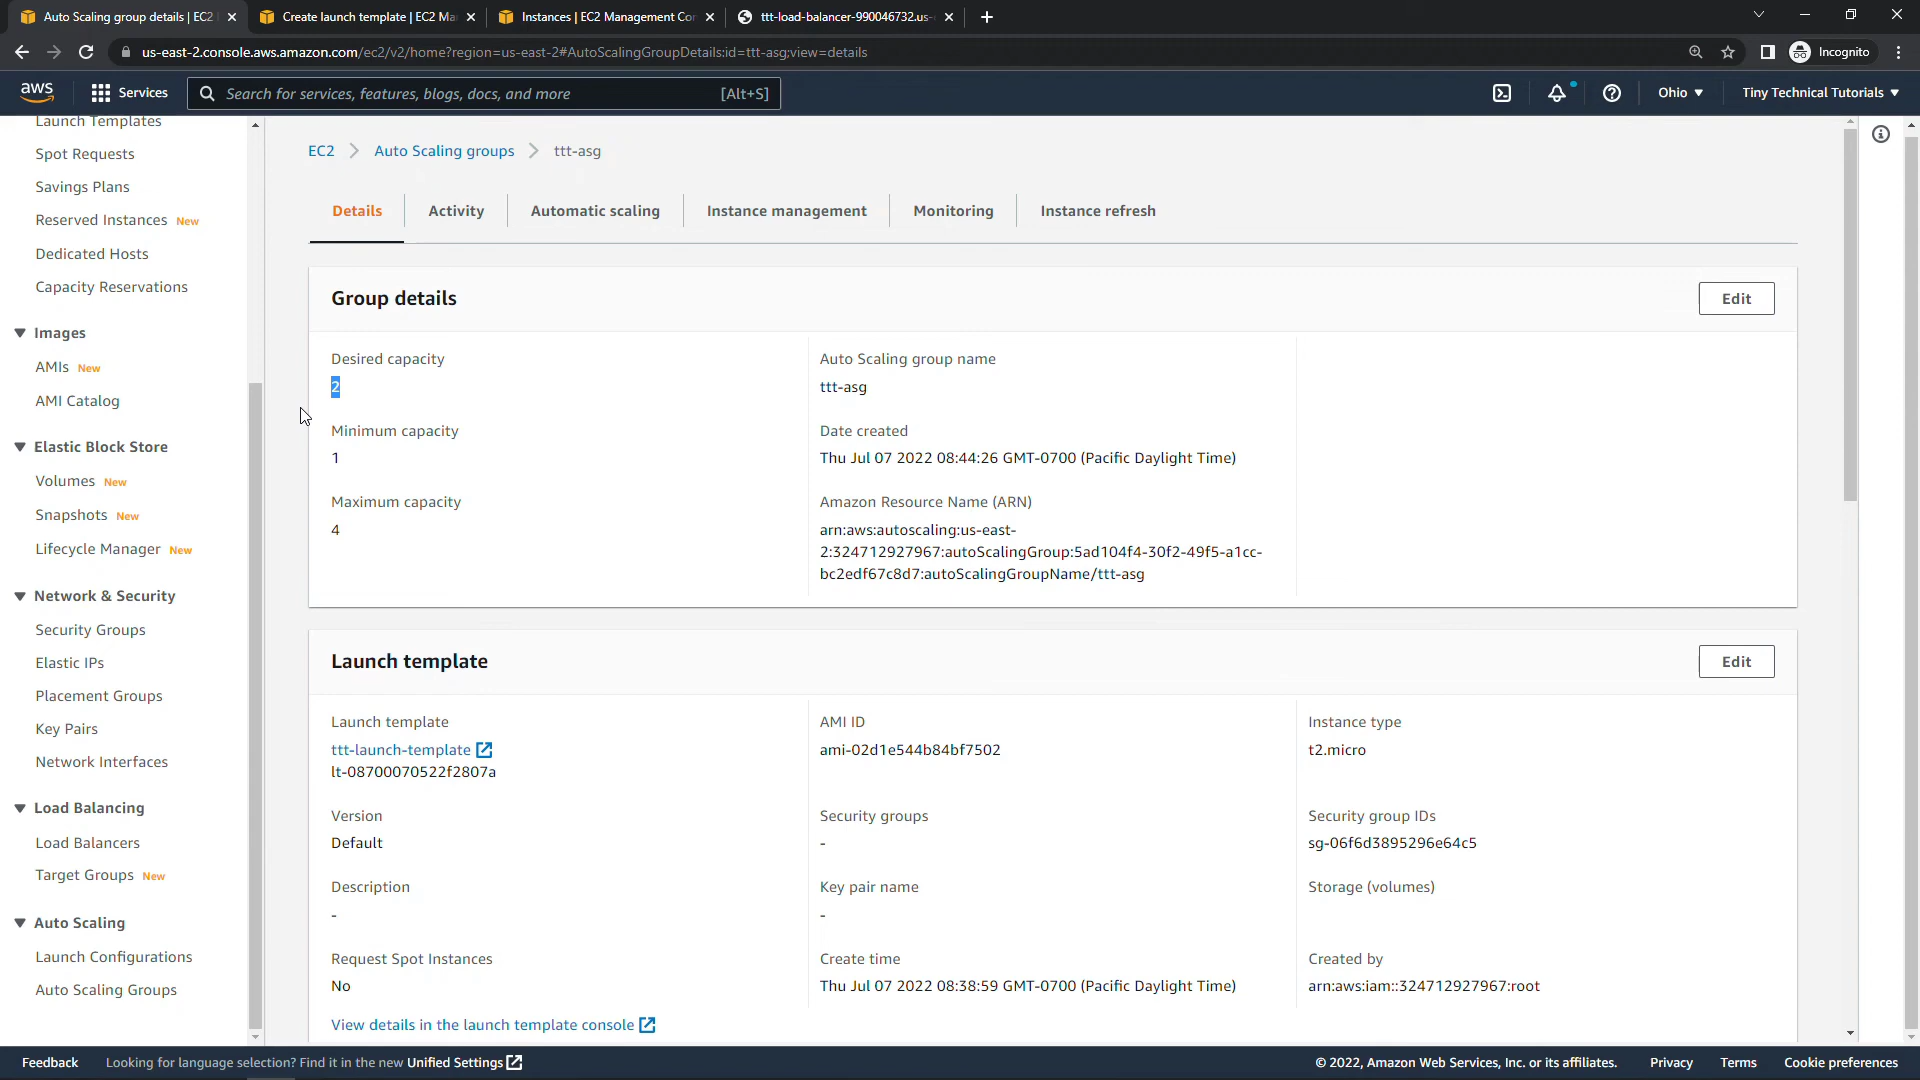 Auto Scaling group details | EC2
Create launch template | EC2 Ma
Instances | EC2 Management Con
ttt-load-balancer-990046732.us-
us-east-2.console.aws.amazon.com/ec2/v2/home?region=us-east-2#AutoScalingGroupDetails:id=ttt-asg;view=details
Incognito
aws
Services
Search for services, features, blogs, docs, and more
[Alt+S]
Ohio
Tiny Technical Tutorials
Launch Templates
Spot Requests
Savings Plans
Reserved Instances New
Dedicated Hosts
Capacity Reservations
Images
AMIs New
AMI Catalog
Elastic Block Store
Volumes New
Snapshots New
Lifecycle Manager New
Network & Security
Security Groups
Elastic IPs
Placement Groups
Key Pairs
Network Interfaces
Load Balancing
Load Balancers
Target Groups New
Auto Scaling
Launch Configurations
Auto Scaling Groups
EC2
Auto Scaling groups
ttt-asg
Details
Activity
Automatic scaling
Instance management
Monitoring
Instance refresh
Group details
Edit
Desired capacity
2
Minimum capacity
1
Maximum capacity
4
Auto Scaling group name
ttt-asg
Date created
Thu Jul 07 2022 08:44:26 GMT-0700 (Pacific Daylight Time)
Amazon Resource Name (ARN)
arn:aws:autoscaling:us-east-
2:324712927967:autoScalingGroup:5ad104f4-30f2-49f5-a1cc-
bc2edf67c8d7:autoScalingGroupName/ttt-asg
Launch template
Edit
Launch template
ttt-launch-template
lt-08700070522f2807a
AMI ID
ami-02d1e544b84bf7502
Instance type
t2.micro
Version
Default
Security groups
-
Security group IDs
sg-06f6d3895296e64c5
Description
-
Key pair name
-
Storage (volumes)
Request Spot Instances
No
Create time
Thu Jul 07 2022 08:38:59 GMT-0700 (Pacific Daylight Time)
Created by
arn:aws:iam::324712927967:root
View details in the launch template console
Feedback
Looking for language selection? Find it in the new Unified Settings
© 2022, Amazon Web Services, Inc. or its affiliates.
Privacy
Terms
Cookie preferences